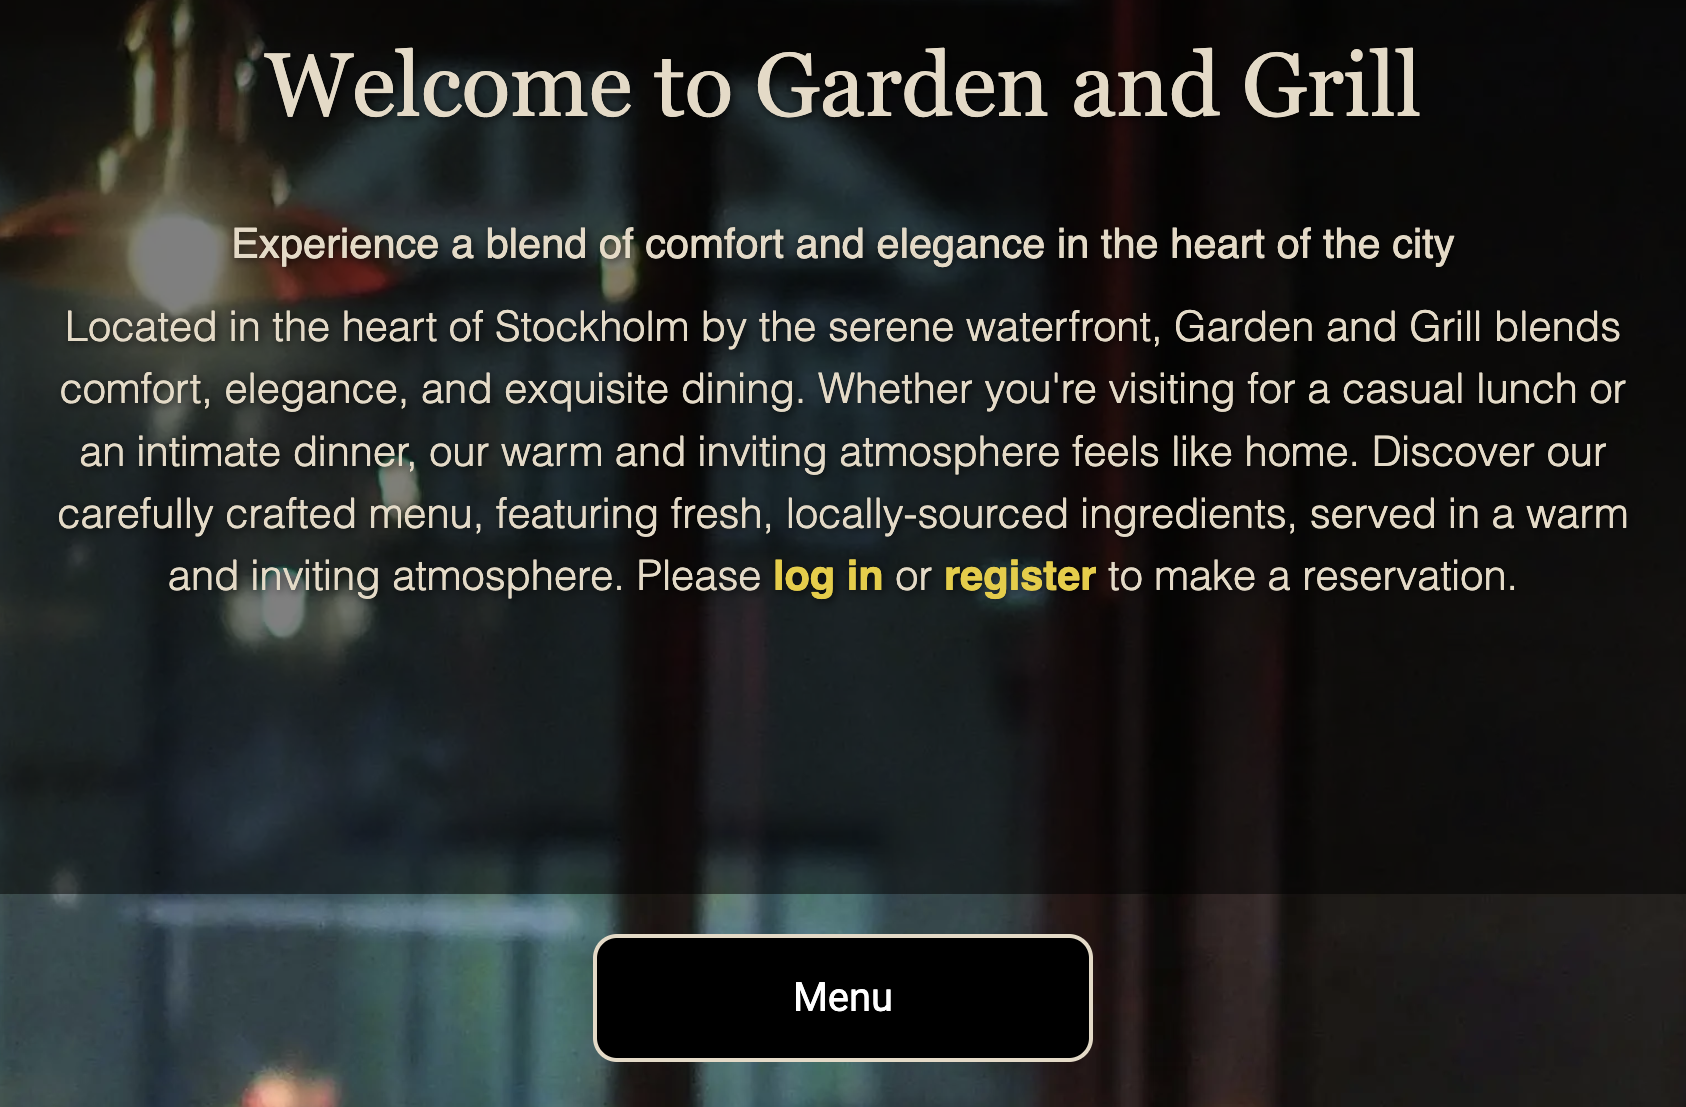 Welcome to Garden and Grill
Experience a blend of comfort and elegance in the heart of the city
Located in the heart of Stockholm by the serene waterfront, Garden and Grill blends
comfort, elegance, and exquisite dining. Whether you're visiting for a casual lunch or
an intimate dinner, our warm and inviting atmosphere feels like home. Discover our
carefully crafted menu, featuring fresh, locally-sourced ingredients, served in a warm
and inviting atmosphere. Please log in or register to make a reservation.
Menu